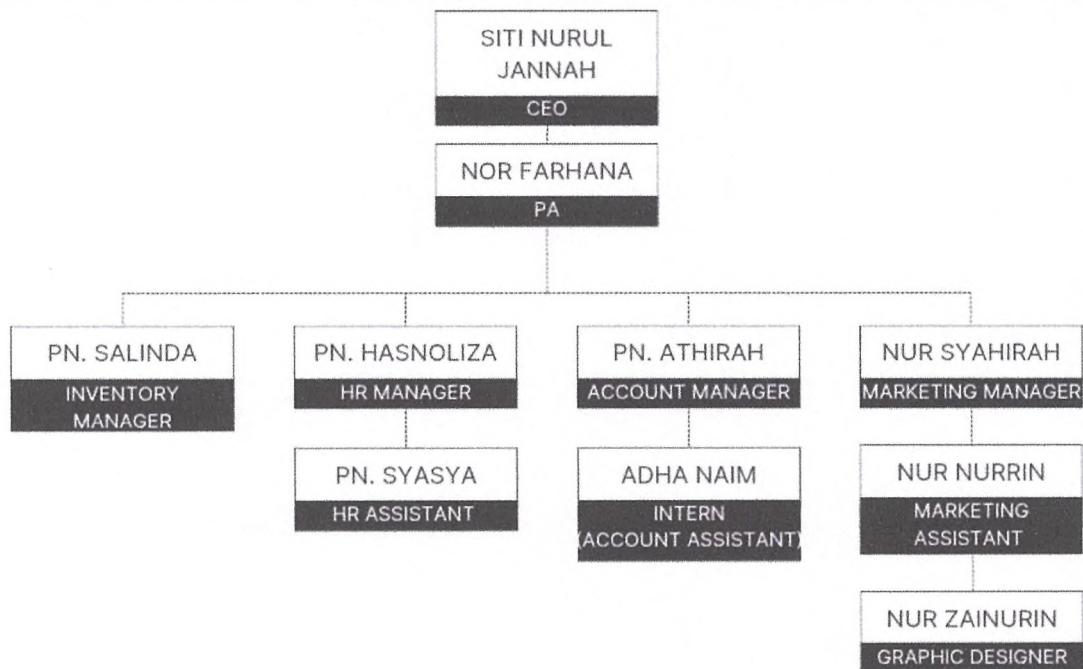 SITI NURUL
JANNAH
CEO
NOR FARHANA
PA
PN. SALINDA
INVENTORY
MANAGER
PN. HASNOLIZA
HR MANAGER
PN. ATHIRAH
ACCOUNT MANAGER
NUR SYAHIRAH
MARKETING MANAGER
PN. SYASYA
HR ASSISTANT
ADHA NAIM
INTERN
(ACCOUNT ASSISTANT)
NUR NURRIN
MARKETING
ASSISTANT
NUR ZAINURIN
GRAPHIC DESIGNER